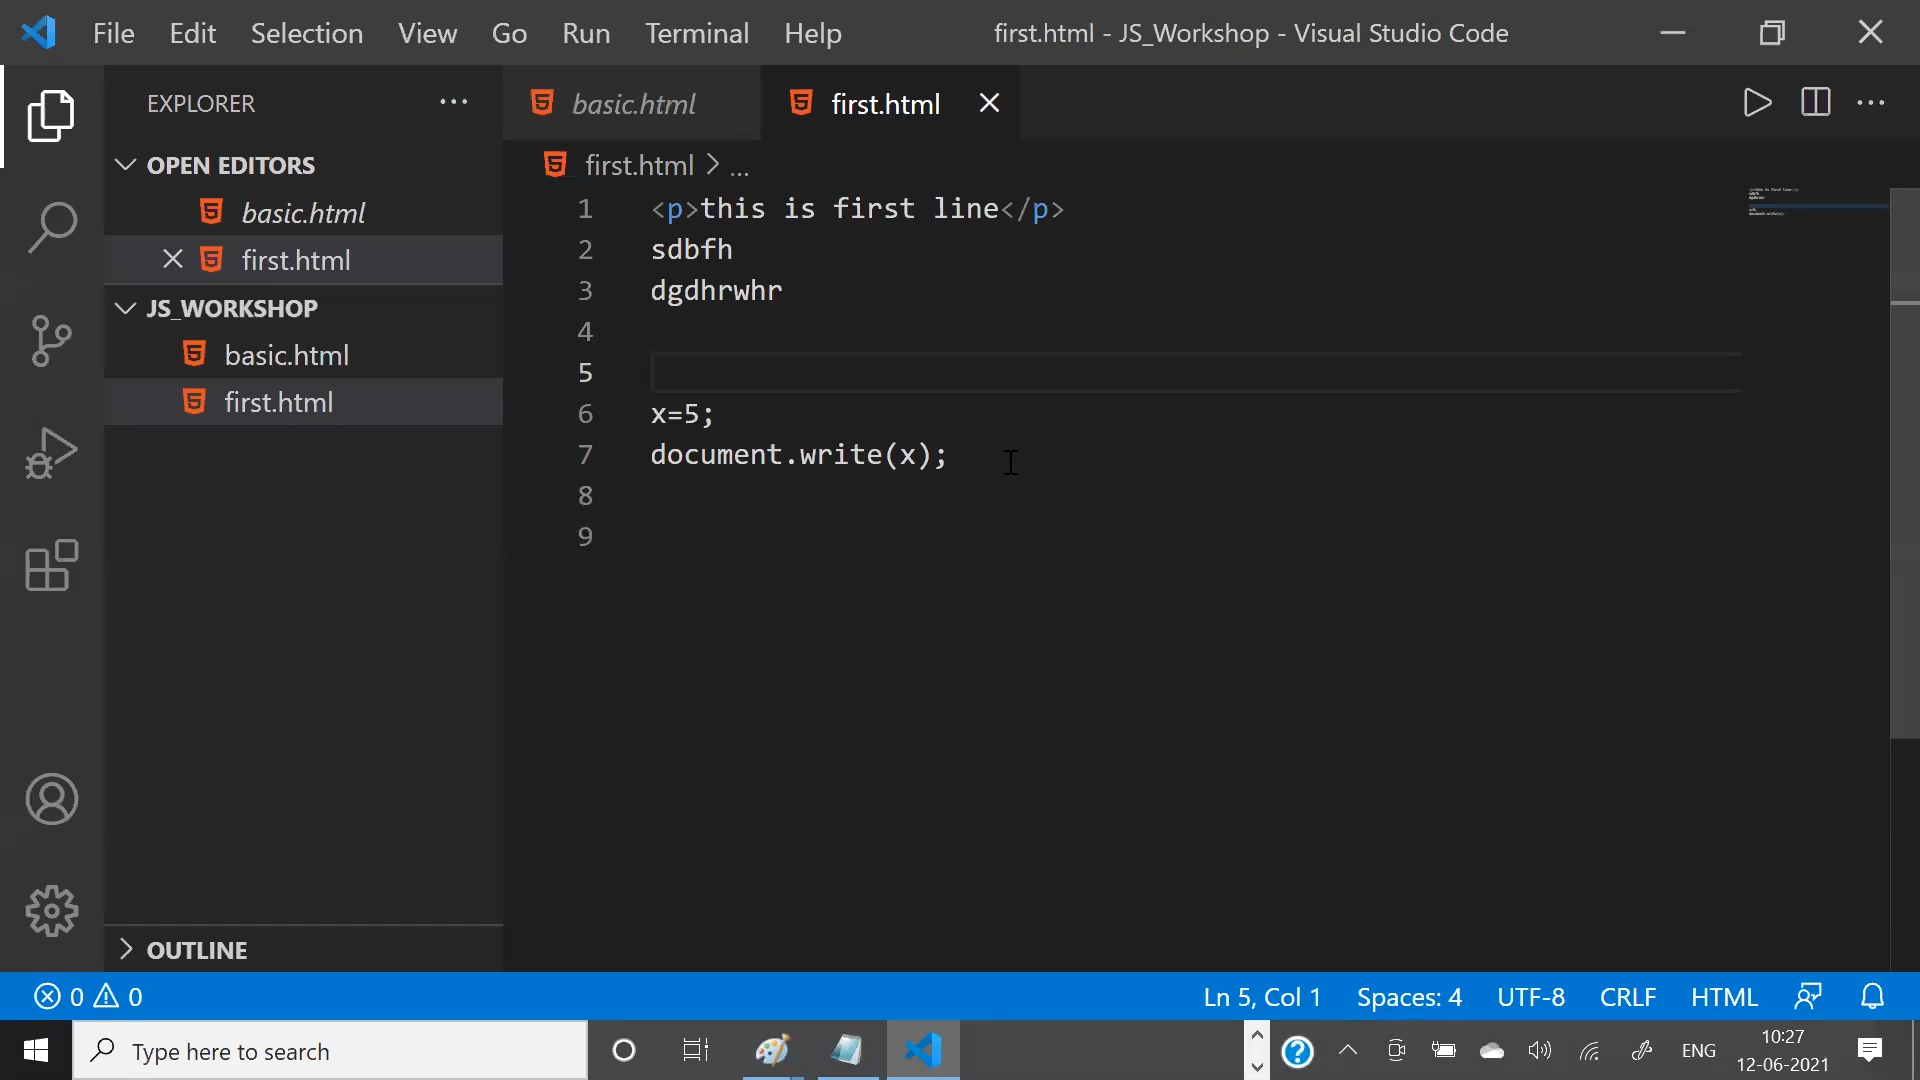 File Edit Selection View Go Run Terminal Help first.html - JS_Workshop - Visual Studio Code
EXPLORER
OPEN EDITORS
basic.html
first.html
JS_WORKSHOP
basic.html
first.html
OUTLINE
basic.html first.html
first.html > ...
1 <p>this is first line</p>
2 sdbfh
3 dgdhrwhr
4
5
6 x=5;
7 document.write(x);
8
9
0 0 Ln 5, Col 1 Spaces: 4 UTF-8 CRLF HTML
Type here to search ENG 10:27
12-06-2021